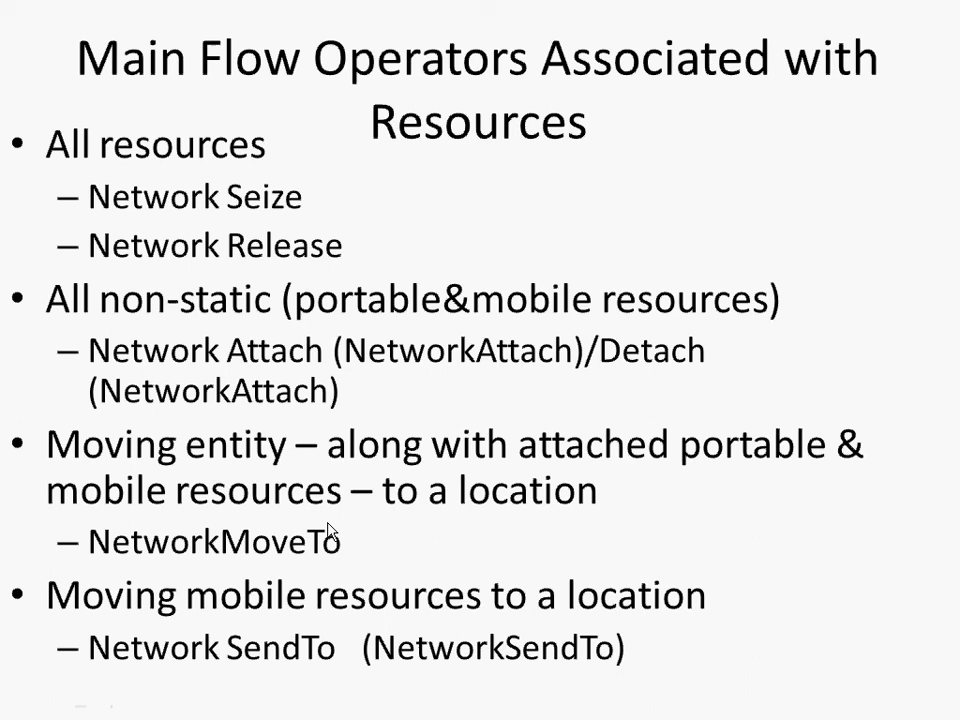 Main Flow Operators Associated with
Resources
• All resources
– Network Seize
– Network Release
• All non-static (portable&mobile resources)
– Network Attach (NetworkAttach)/Detach
(NetworkAttach)
• Moving entity – along with attached portable &
mobile resources – to a location
– NetworkMoveTo
• Moving mobile resources to a location
– Network SendTo (NetworkSendTo)